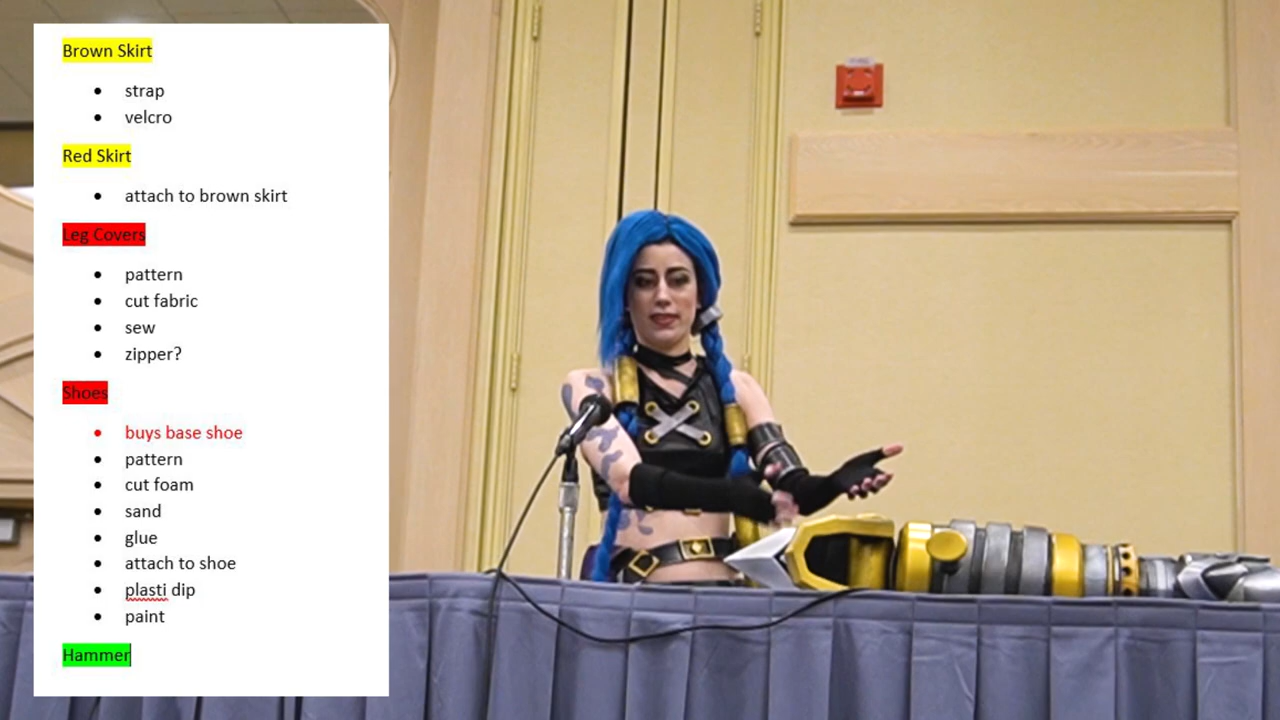 Brown Skirt
• strap
• velcro
Red Skirt
• attach to brown skirt
Leg Covers
• pattern
• cut fabric
• sew
• zipper?
Shoes
• buys base shoe
• pattern
• cut foam
• sand
• glue
• attach to shoe
• plasti dip
• paint
Hammer